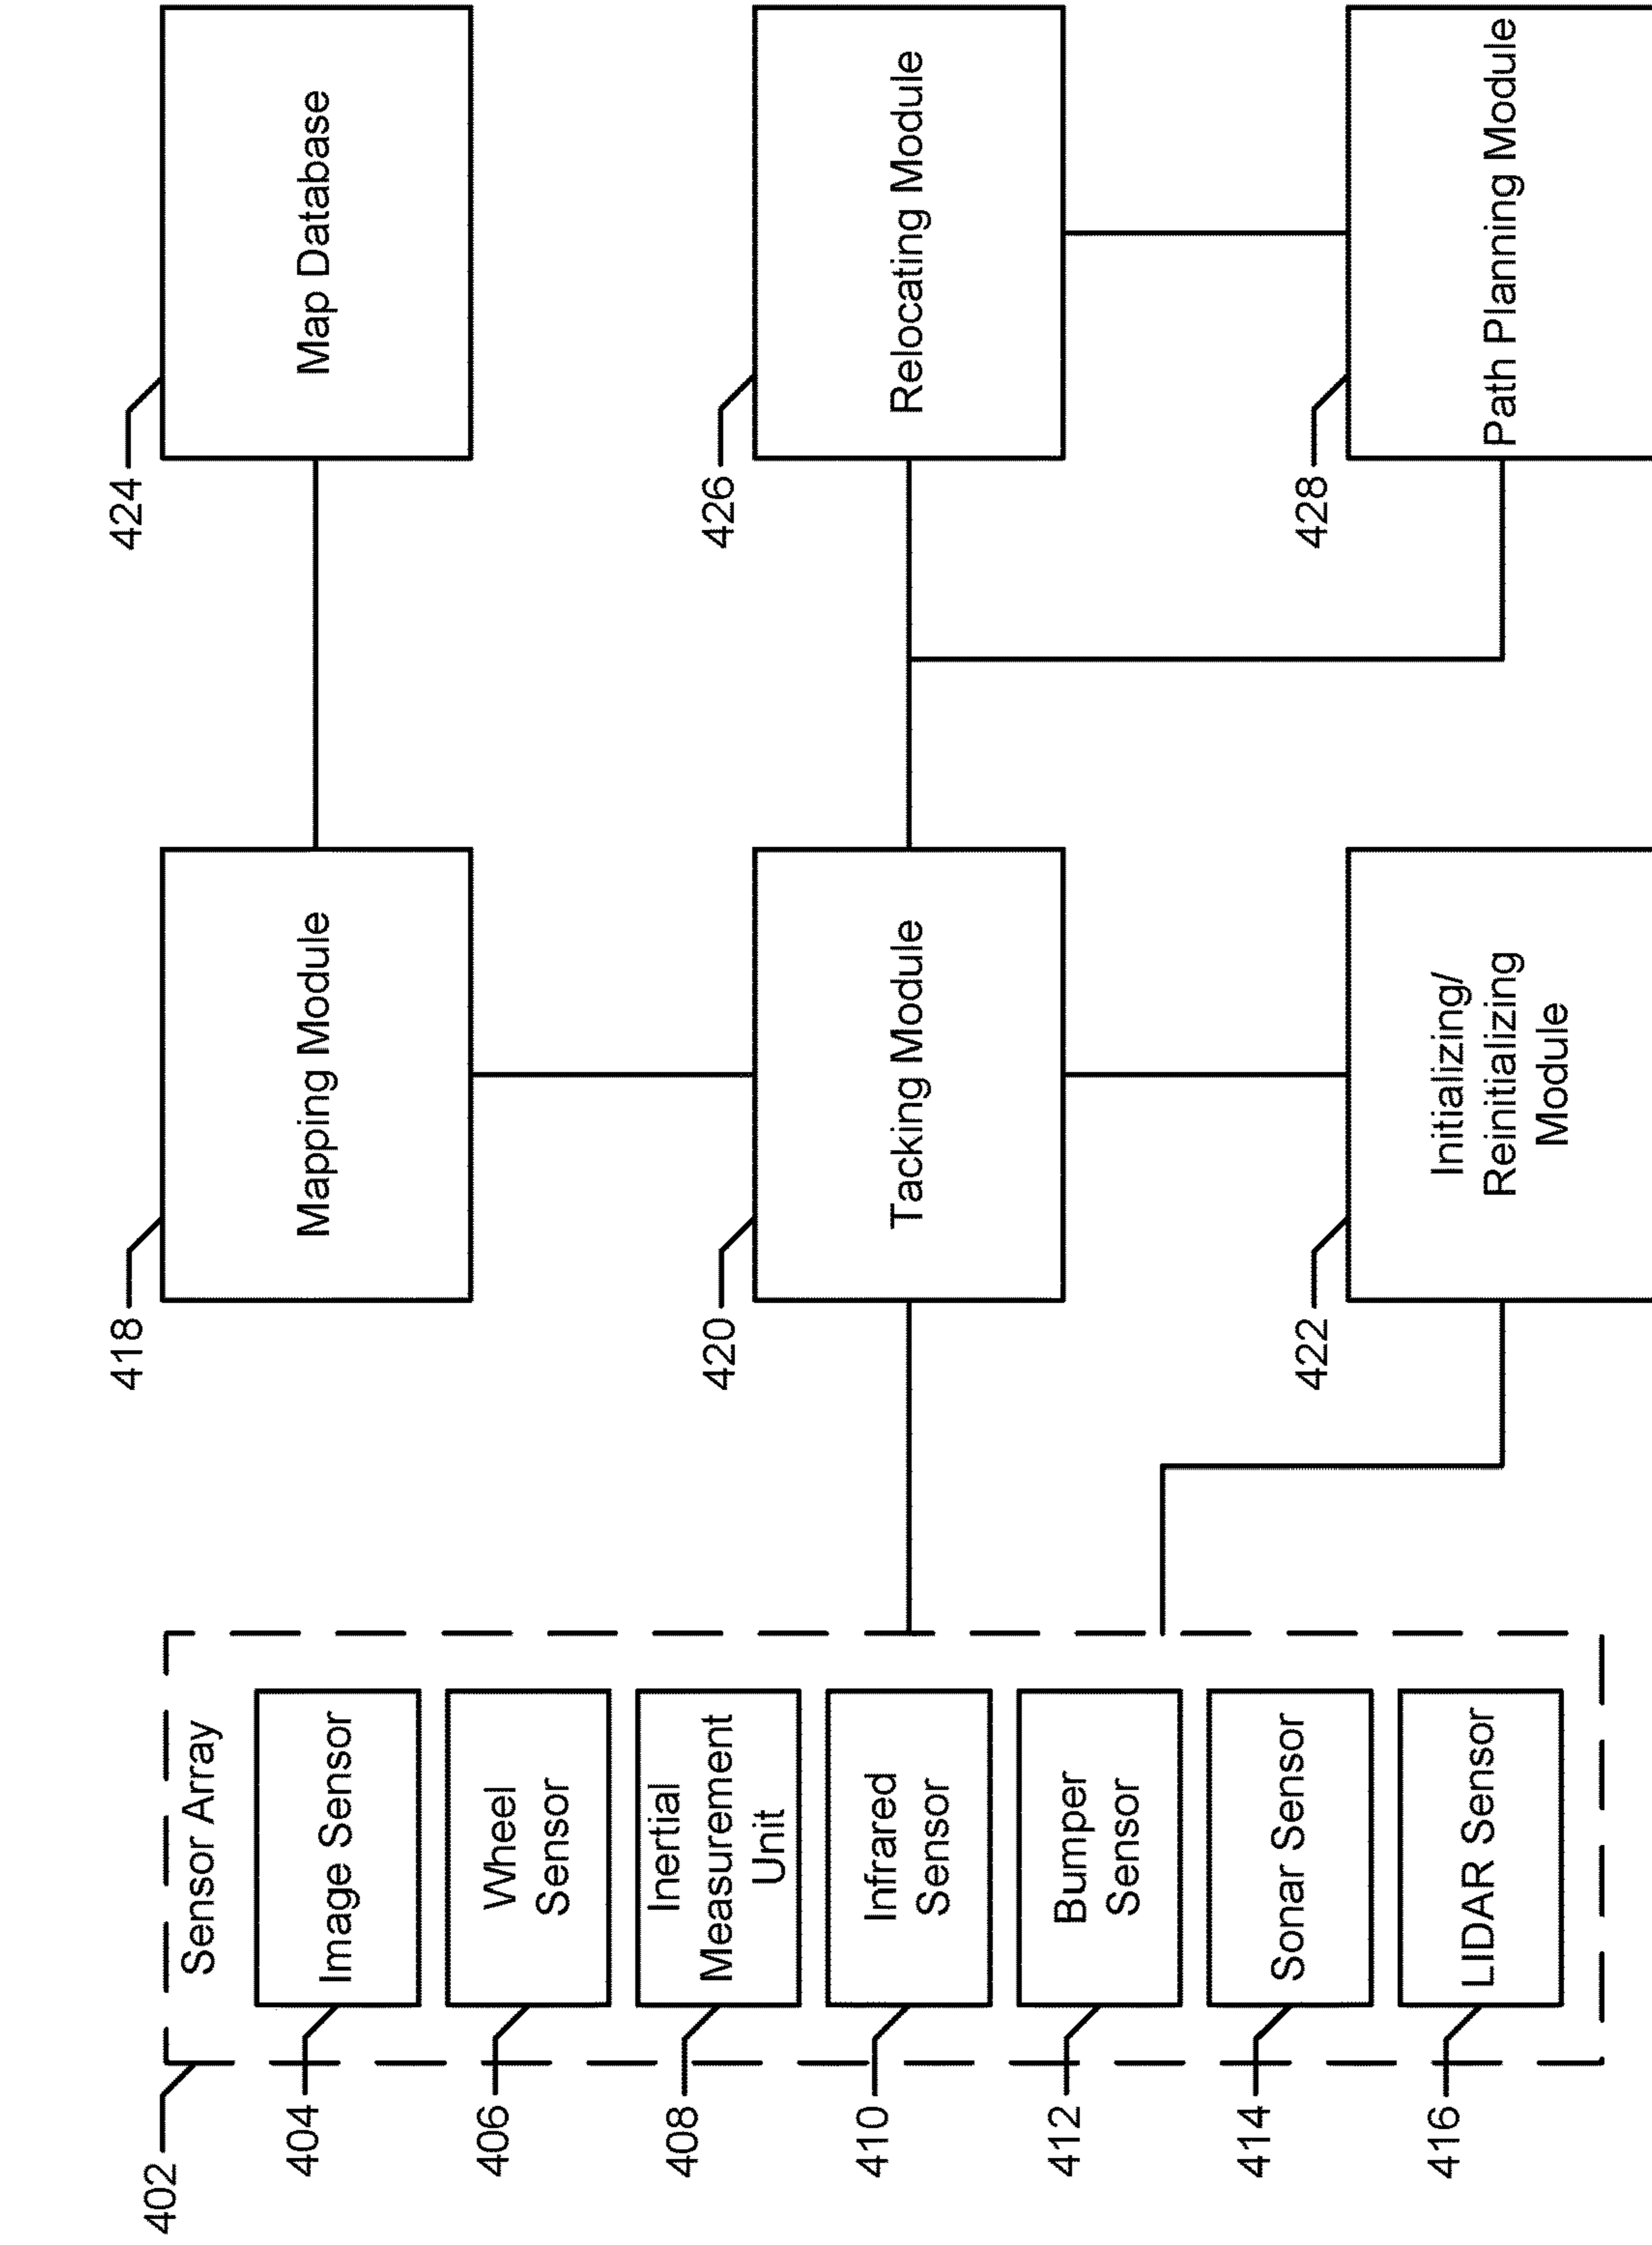 402
Sensor Array
404
Image Sensor
406
Wheel
Sensor
408
Inertial
Measurement
Unit
410
Infrared
Sensor
412
Bumper
Sensor
414
Sonar Sensor
416
LIDAR Sensor
418
Mapping Module
420
Tacking Module
422
Initializing/
Reinitializing
Module
424
Map Database
426
Relocating Module
428
Path Planning Module